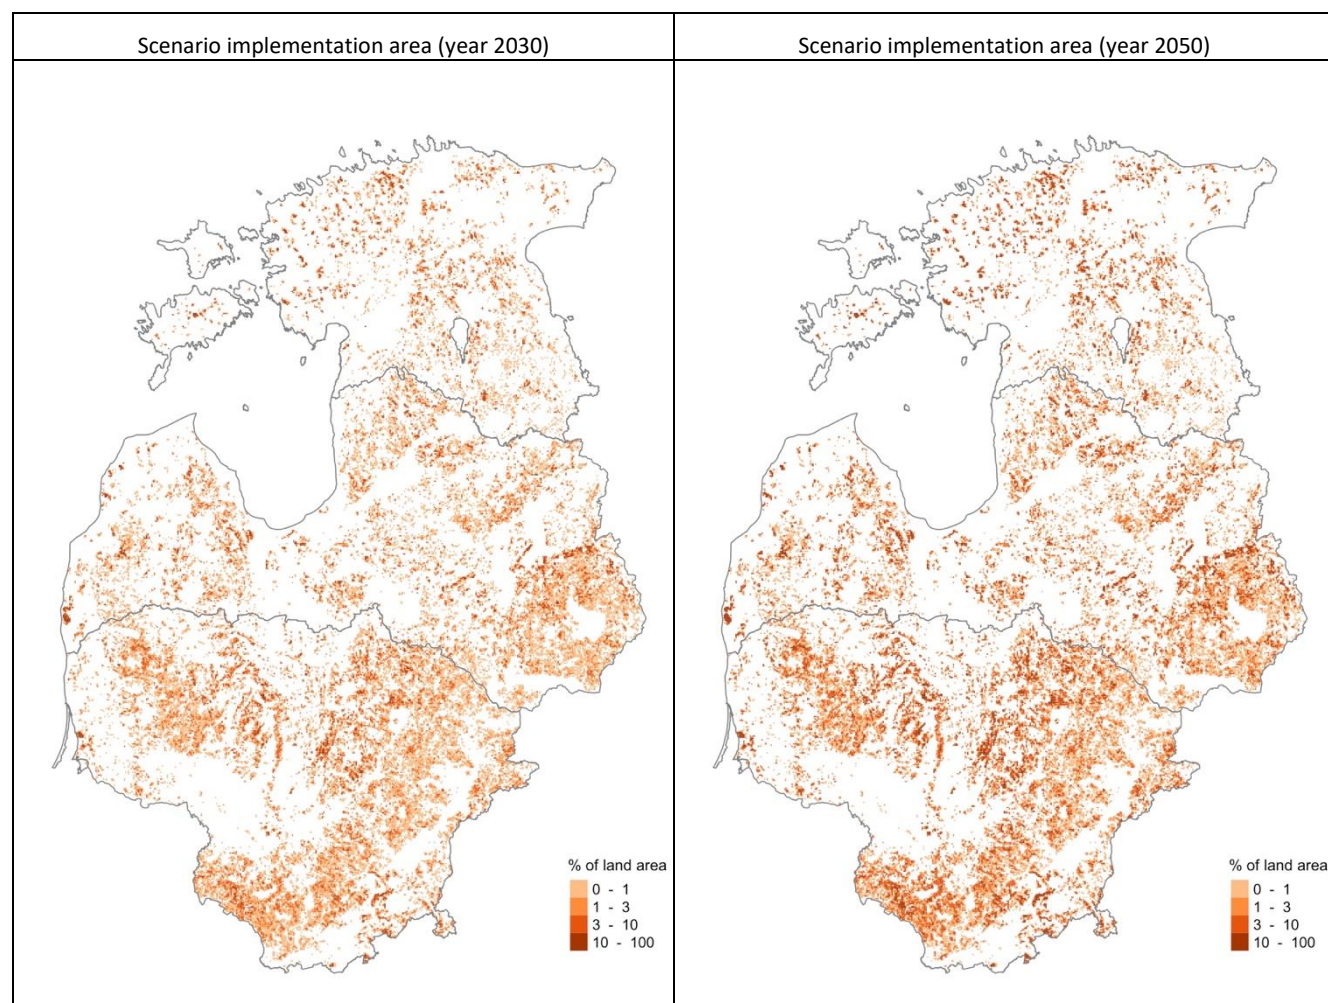 Scenario implementation area (year 2030)
Scenario implementation area (year 2050)
% of land area
0 - 1
1 - 3
3 - 10
10 - 100
% of land area
0 - 1
1 - 3
3 - 10
10 - 100